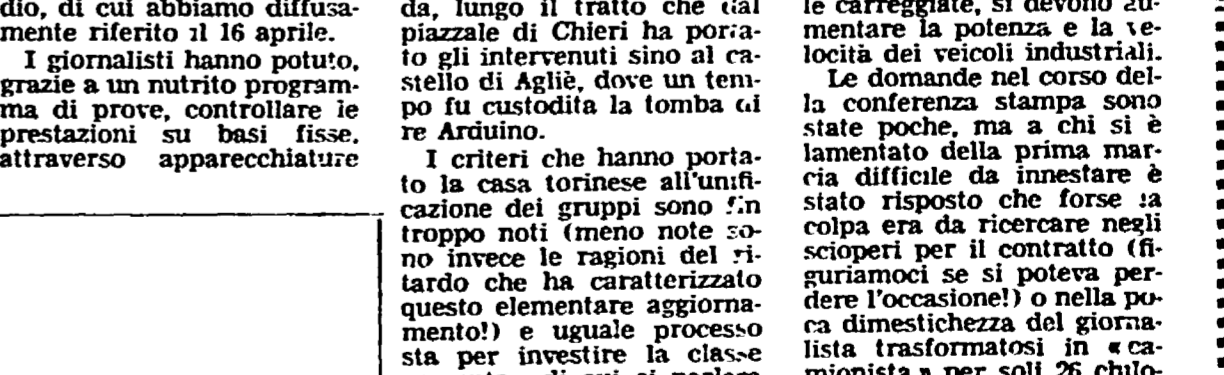 dio, di cui abbiamo diffusa-
mente riferito il 16 aprile.
I giornalisti hanno potuto,
grazie a un nutrito program-
ma di prove, controllare le
prestazioni su basi fisse,
attraverso apparecchiature
da, lungo il tratto che dal
piazzale di Chieri ha porta-
to gli intervenuti sino al ca-
stello di Agliè, dove un tem-
po fu custodita la tomba di
re Arduino.
I criteri che hanno porta-
to la casa torinese all'unifi-
cazione dei gruppi sono fin
troppo noti (meno note so-
no invece le ragioni del ri-
tardo che ha caratterizzato
questo elementare aggiorna-
mento!) e uguale processo
sta per investire la classe
le carreggiate, si devono au-
mentare la potenza e la ve-
locità dei veicoli industriali.
Le domande nel corso del-
la conferenza stampa sono
state poche, ma a chi si è
lamentato della prima mar-
cia difficile da innestare è
stato risposto che forse la
colpa era da ricercare negli
scioperi per il contratto (fi-
guriamoci se si poteva per-
dere l'occasione!) o nella po-
ca dimestichezza del giorna-
lista trasformatosi in « ca-
mionista » per soli 26 chilo-